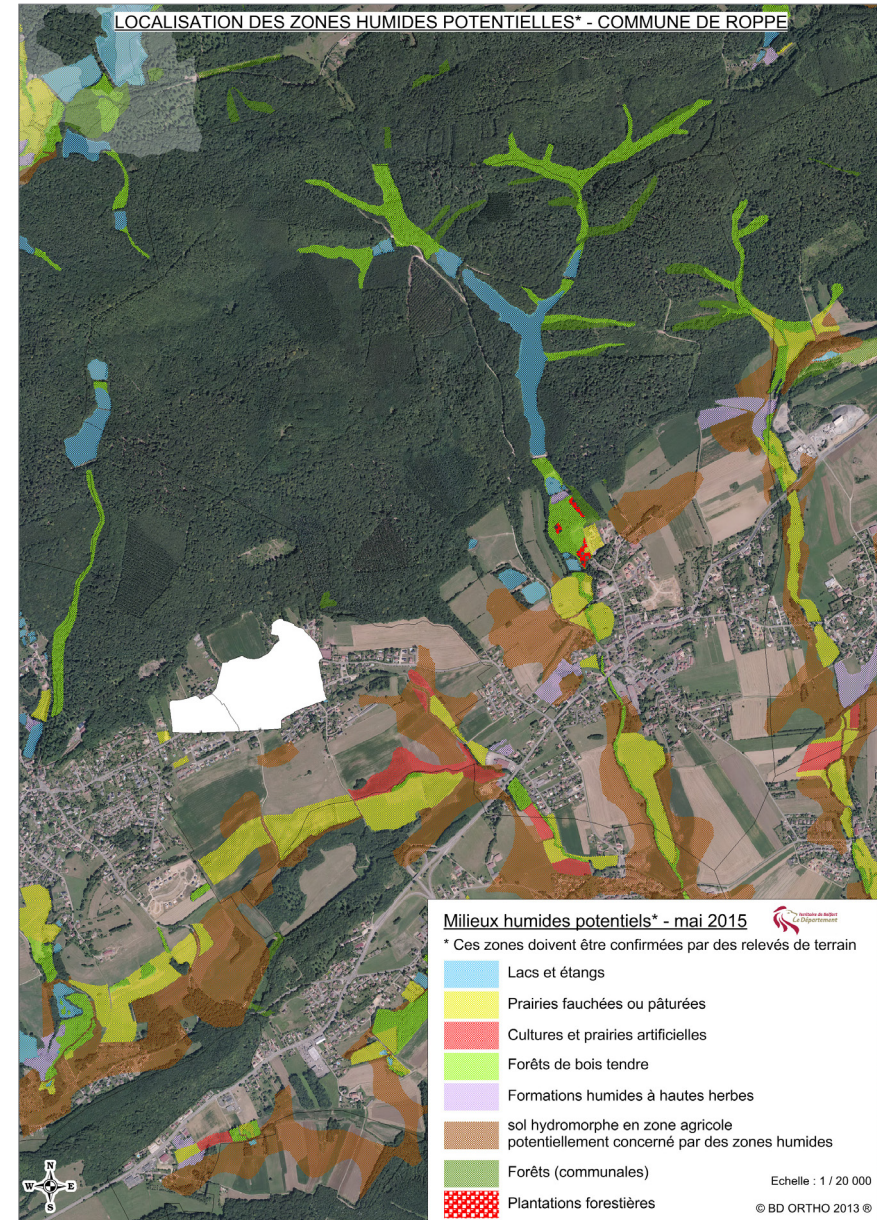 LOCALISATION DES ZONES HUMIDES POTENTIELLES* - COMMUNE DE ROPPE
Milieux humides potentiels* - mai 2015
Territoire de Belfort
Le Département
* Ces zones doivent être confirmées par des relevés de terrain
Lacs et étangs
Prairies fauchées ou pâturées
Cultures et prairies artificielles
Forêts de bois tendre
Formations humides à hautes herbes
sol hydromorphe en zone agricole
potentiellement concerné par des zones humides
Forêts (communales)
Plantations forestières
Echelle : 1 / 20 000
© BD ORTHO 2013 ®
N
W E
S